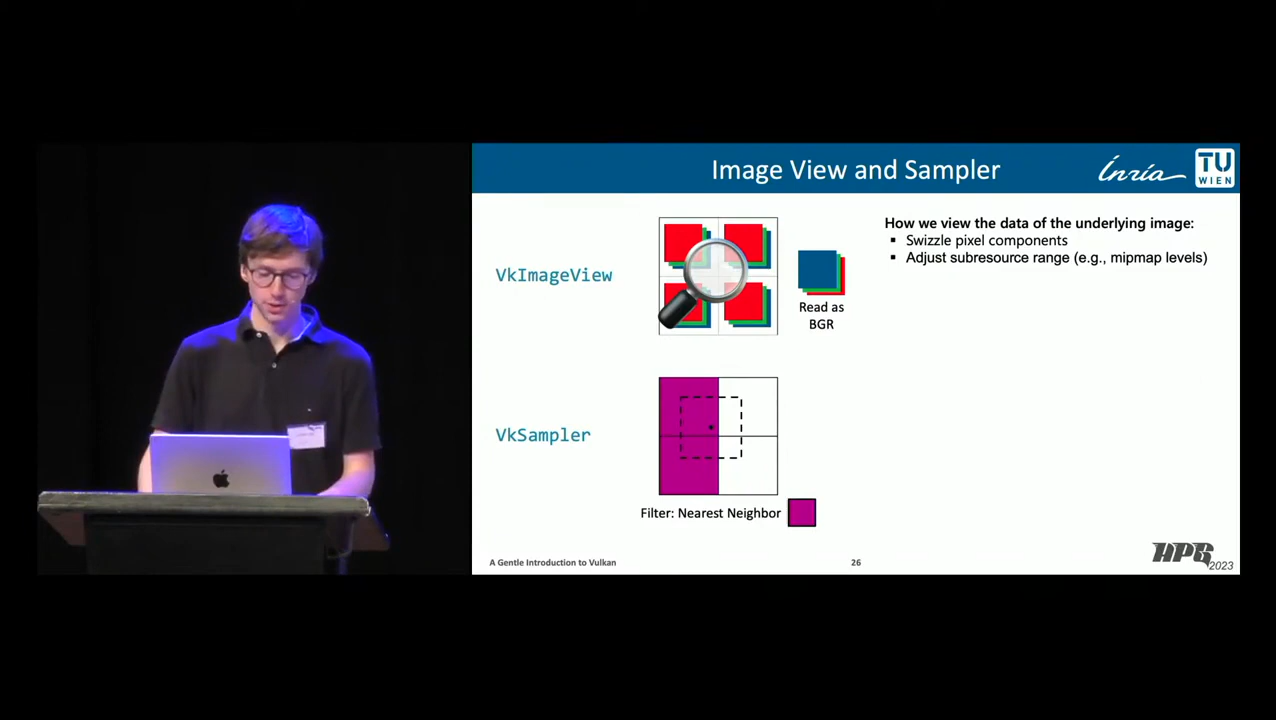 Image View and Sampler
Inria
TU
WIEN
VkImageView
Read as
BGR
How we view the data of the underlying image:
▪ Swizzle pixel components
▪ Adjust subresource range (e.g., mipmap levels)
VkSampler
Filter: Nearest Neighbor
A Gentle Introduction to Vulkan
26
HPG
2023